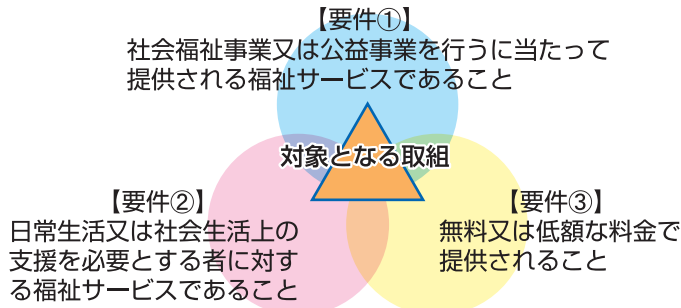 【要件①】
社会福祉事業又は公益事業を行うに当たって
提供される福祉サービスであること
対象となる取組
【要件②】
日常生活又は社会生活上の
支援を必要とする者に対す
る福祉サービスであること
【要件③】
無料又は低額な料金で
提供されること